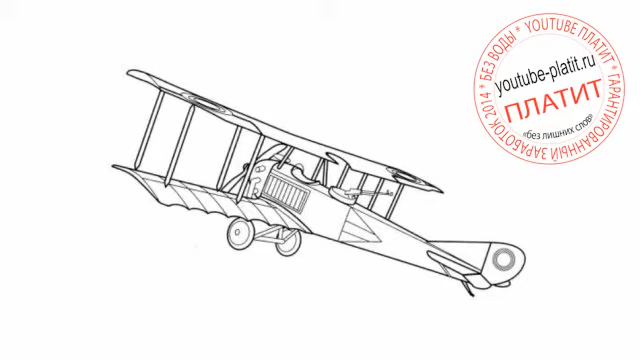 * YOUTUBE ПЛАТИТ * ГАРАНТИРОВАННЫЙ ЗАРАБОТОК 2014 * БЕЗ ВОДЫ
youtube-platit.ru
ПЛАТИТ
«без лишних слов»